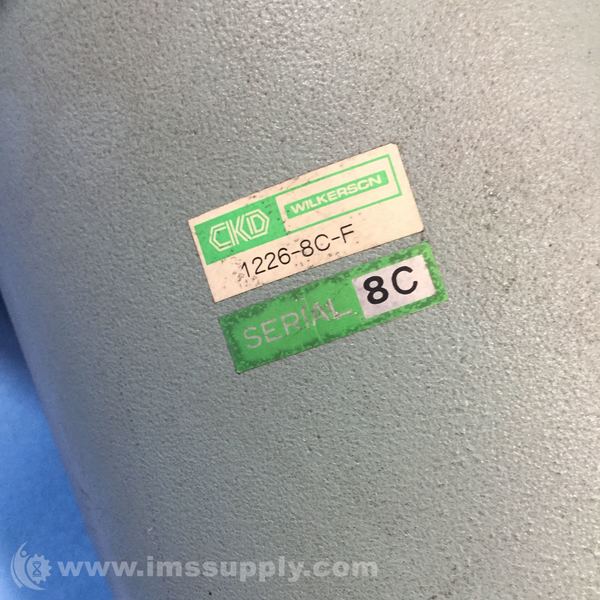 CKD WILKERSON
1226-8C-F
SERIAL 8C
www.imssupply.com